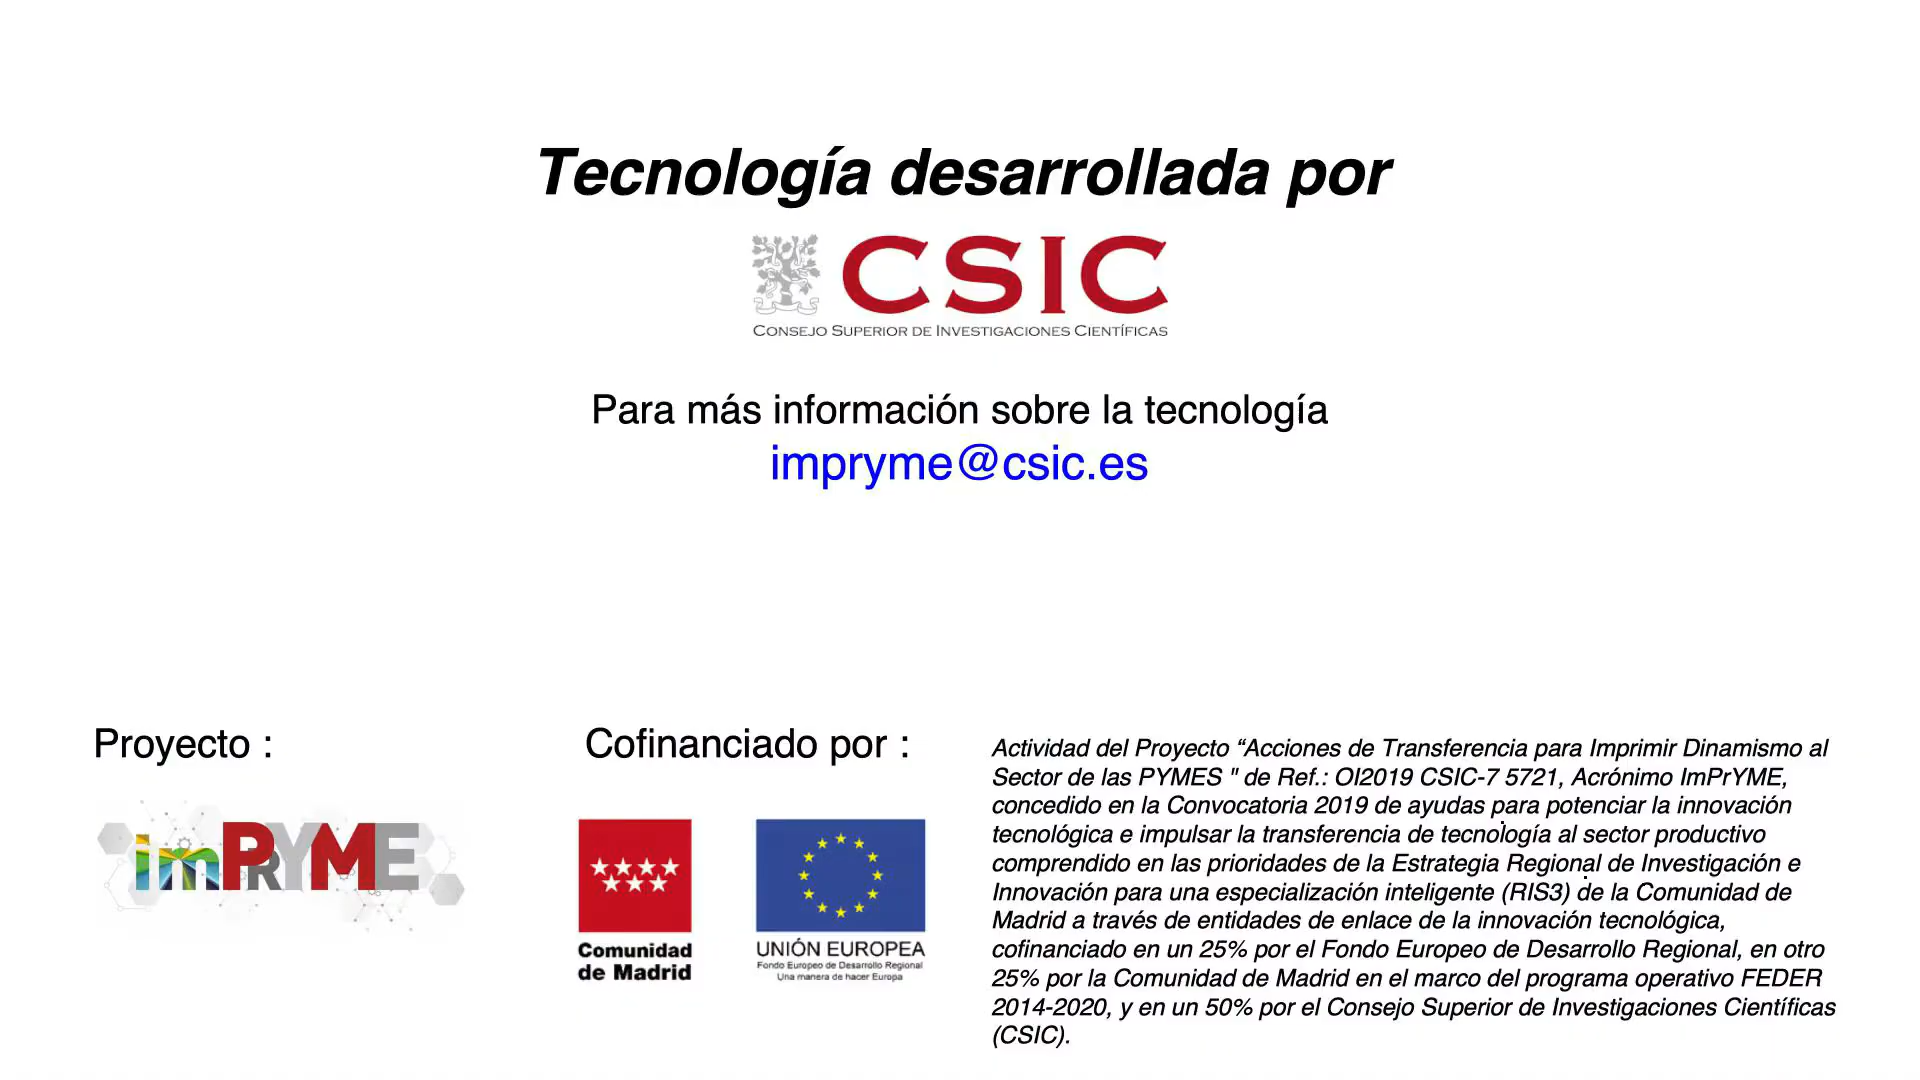 Tecnología desarrollada por
CSIC
CONSEJO SUPERIOR DE INVESTIGACIONES CIENTÍFICAS
Para más información sobre la tecnología
impryme@csic.es
Proyecto :
imPRYME
Cofinanciado por :
Comunidad
de Madrid
UNIÓN EUROPEA
Fondo Europeo de Desarrollo Regional
Una manera de hacer Europa
Actividad del Proyecto “Acciones de Transferencia para Imprimir Dinamismo al
Sector de las PYMES " de Ref.: OI2019 CSIC-7 5721, Acrónimo ImPrYME,
concedido en la Convocatoria 2019 de ayudas para potenciar la innovación
tecnológica e impulsar la transferencia de tecnología al sector productivo
comprendido en las prioridades de la Estrategia Regional de Investigación e
Innovación para una especialización inteligente (RIS3) de la Comunidad de
Madrid a través de entidades de enlace de la innovación tecnológica,
cofinanciado en un 25% por el Fondo Europeo de Desarrollo Regional, en otro
25% por la Comunidad de Madrid en el marco del programa operativo FEDER
2014-2020, y en un 50% por el Consejo Superior de Investigaciones Científicas
(CSIC).